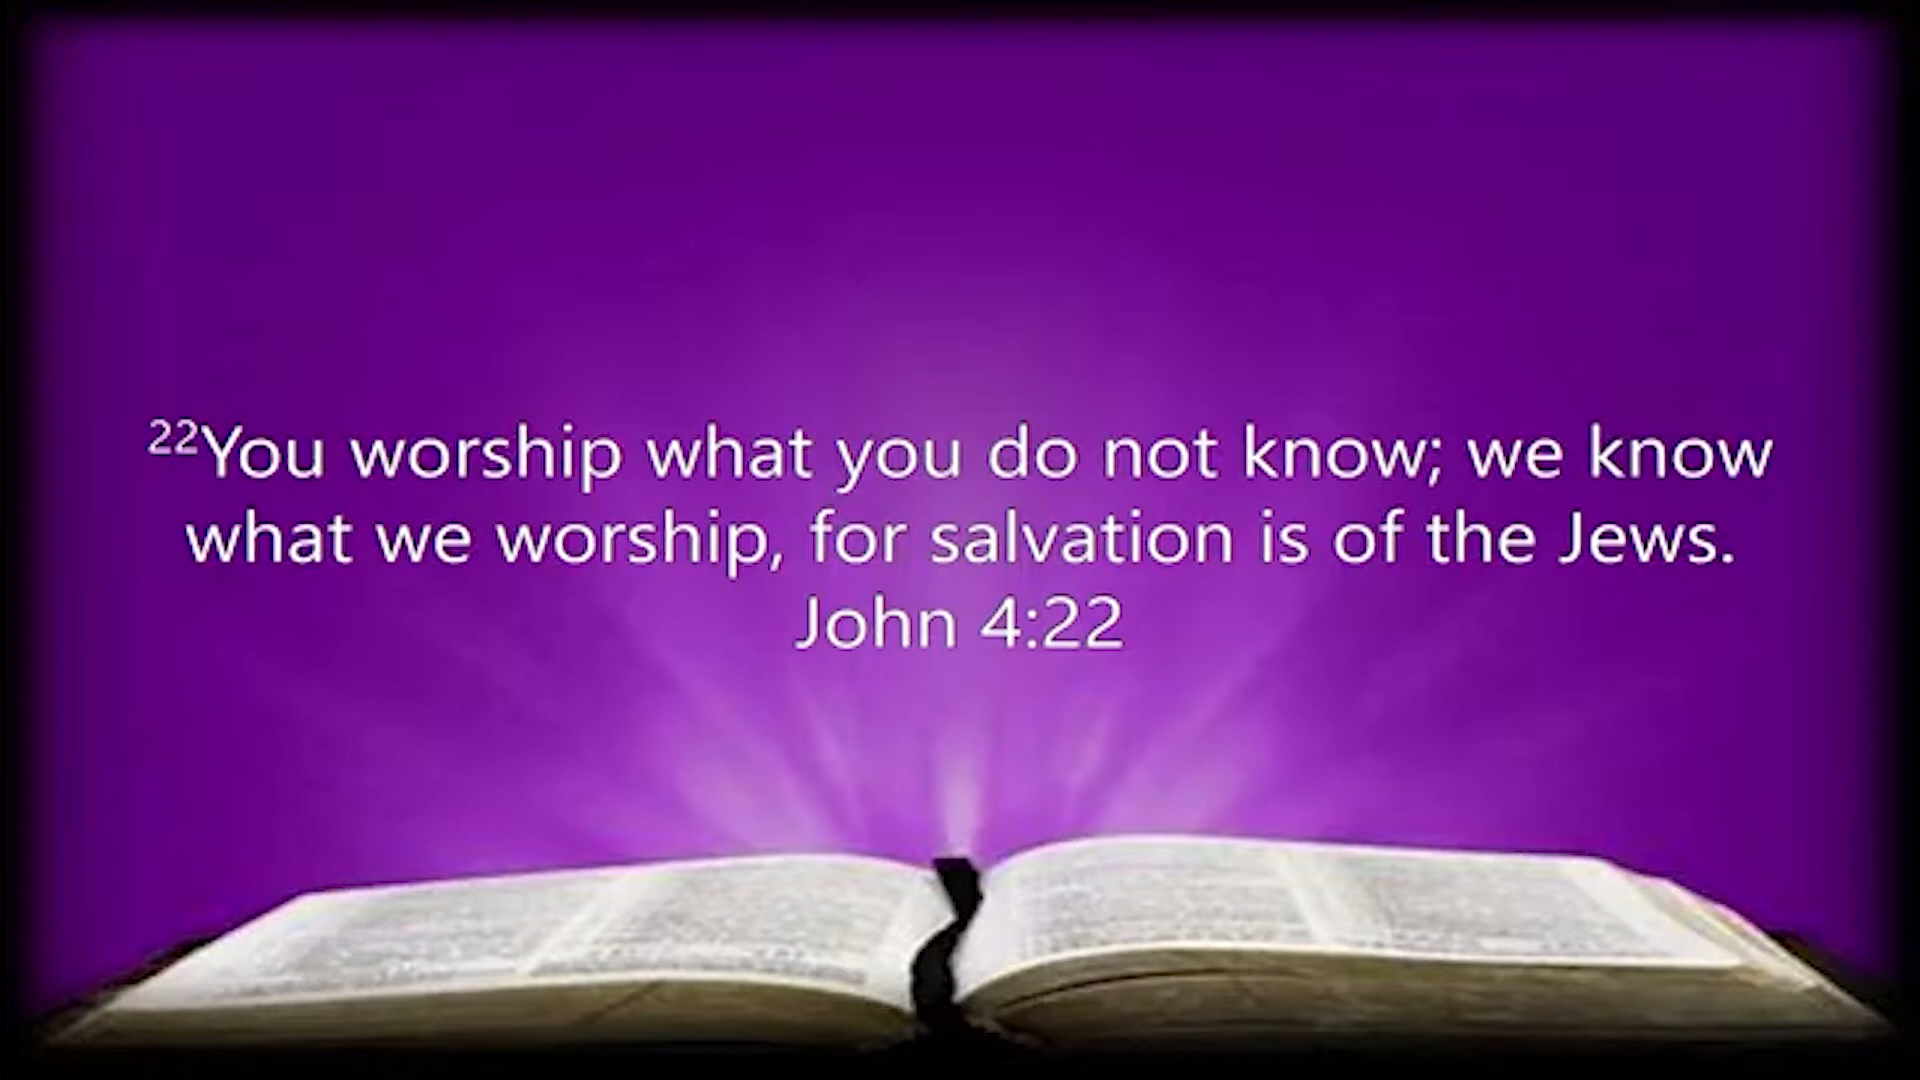 ²²You worship what you do not know; we know
what we worship, for salvation is of the Jews.
John 4:22